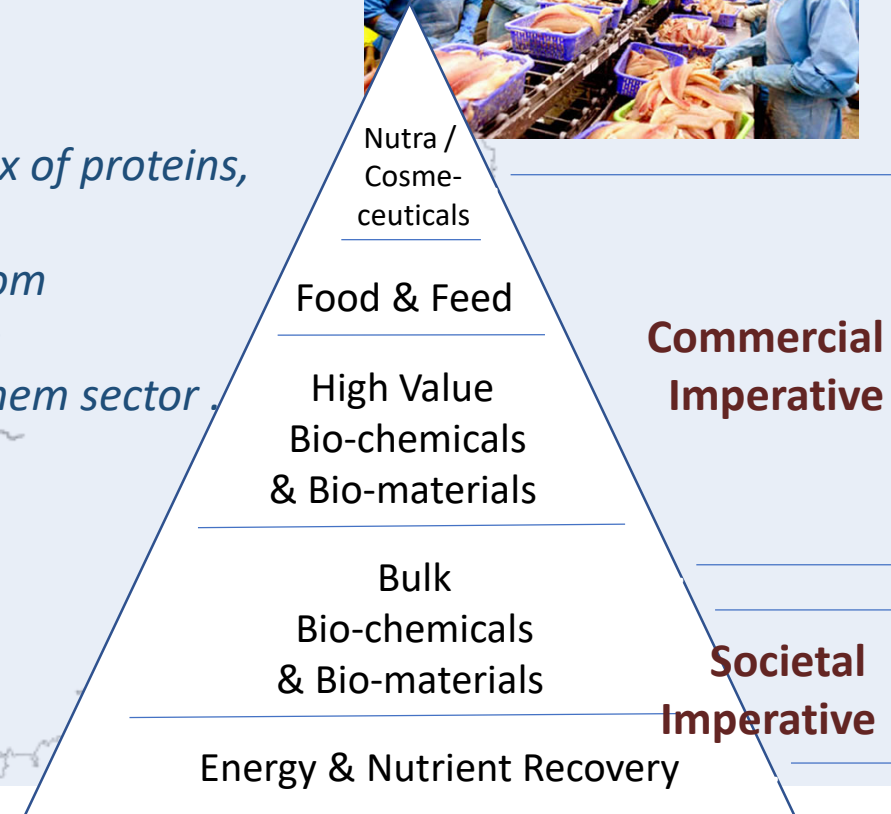 Nutra /
Cosme-
ceuticals
x of proteins,
om
Food & Feed
hem sector .
High Value
Bio-chemicals
& Bio-materials
Commercial
Imperative
Bulk
Bio-chemicals
& Bio-materials
Societal
Imperative
Energy & Nutrient Recovery